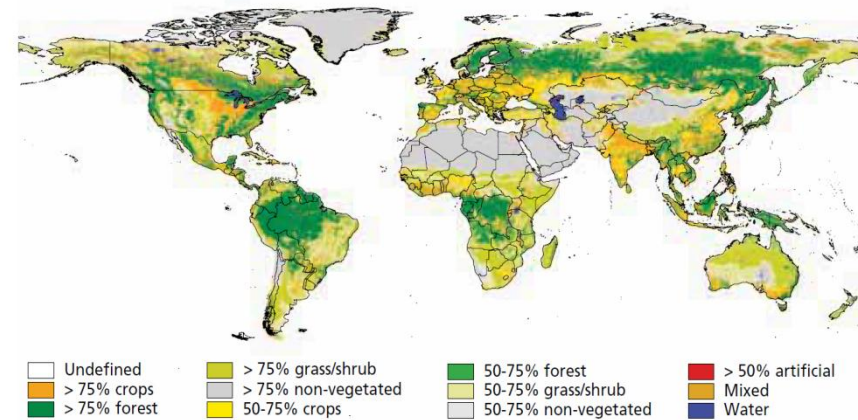 Undefined
> 75% crops
> 75% forest
> 75% grass/shrub
> 75% non-vegetated
50-75% crops
50-75% forest
50-75% grass/shrub
50-75% non-vegetated
> 50% artificial
Mixed
Water